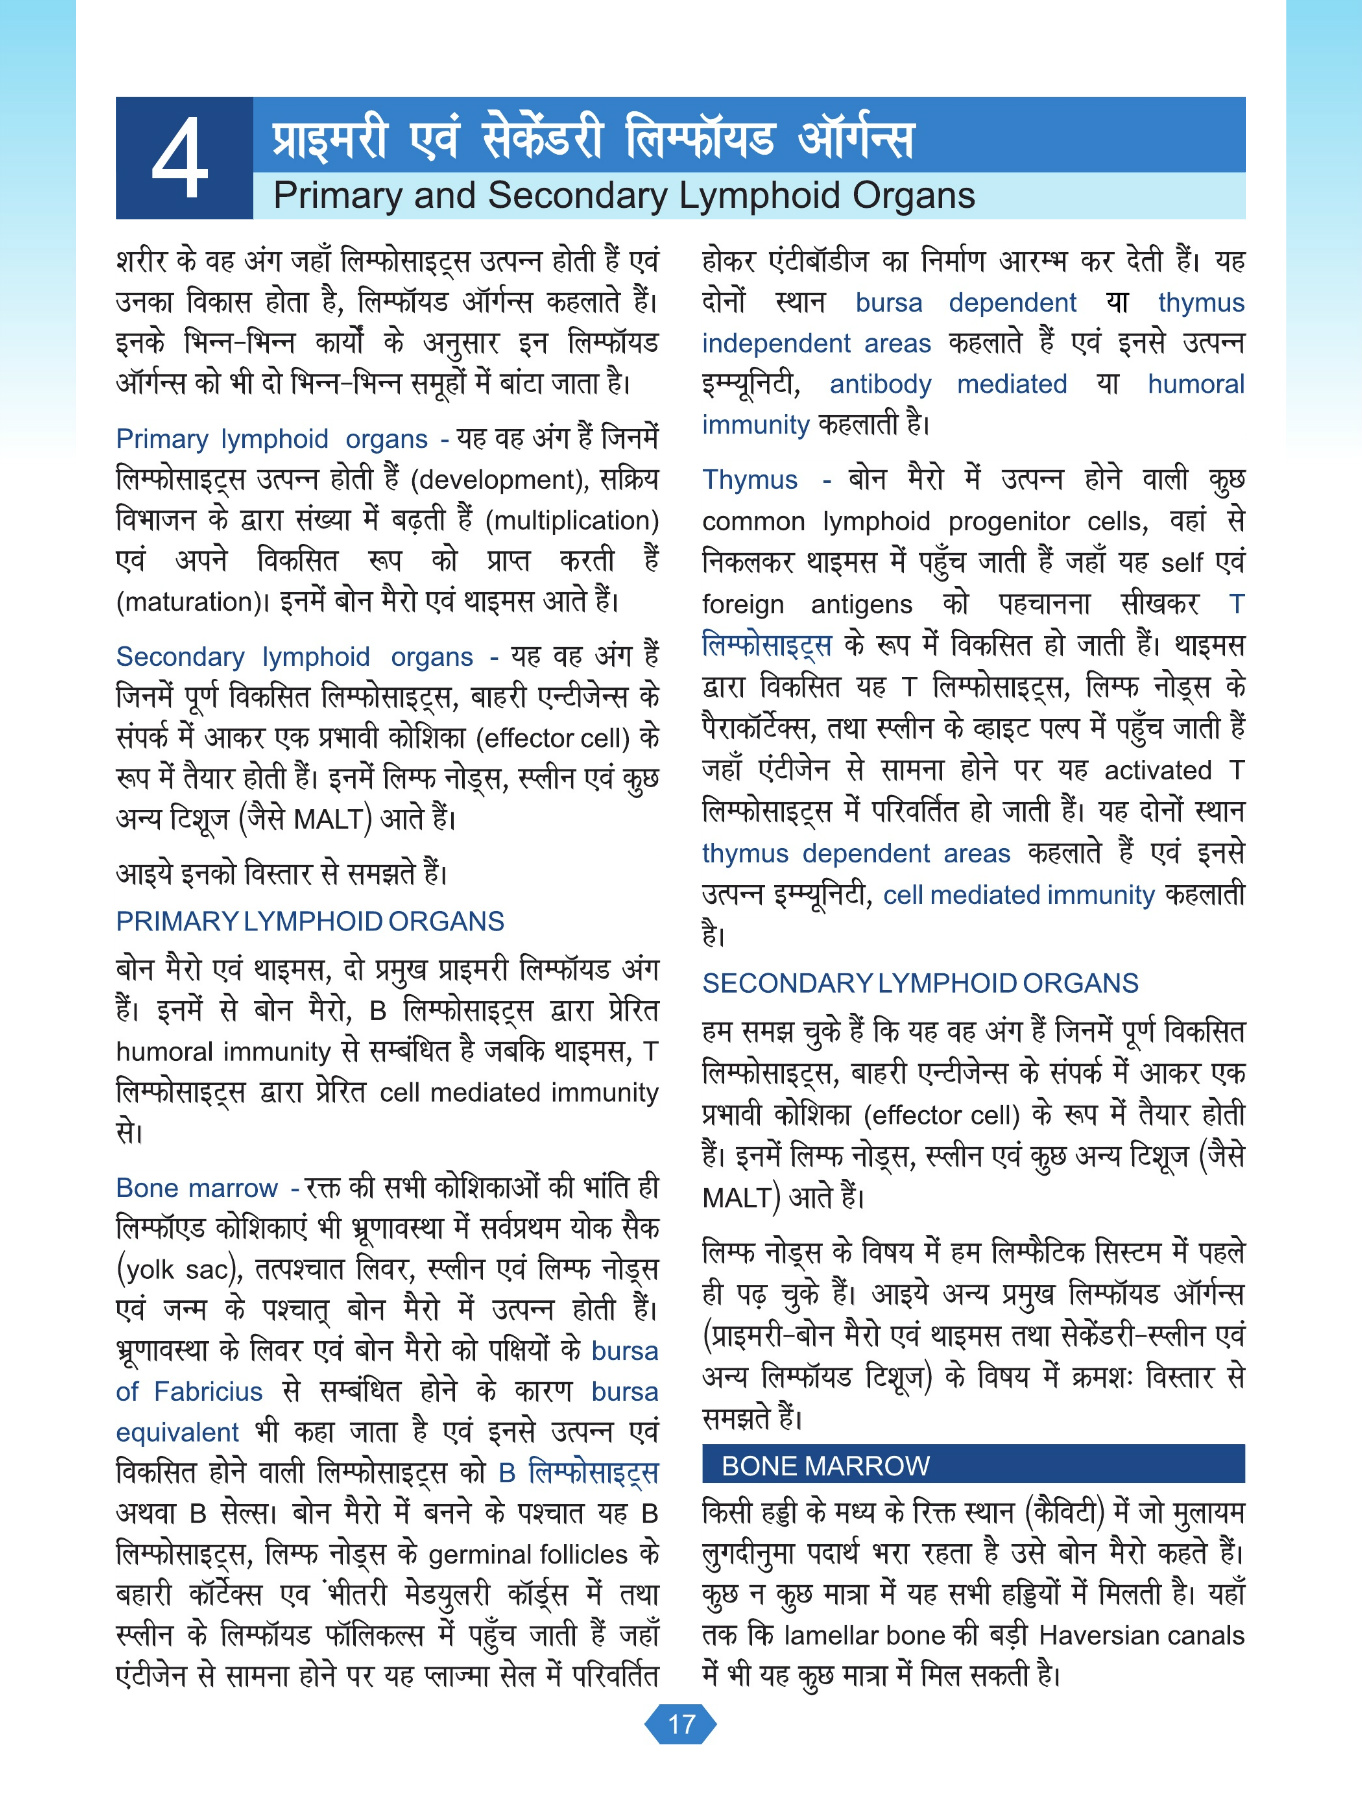 4
प्राइमरी एवं सेकेंडरी लिम्फॉयड ऑर्गन्स
Primary and Secondary Lymphoid Organs
शरीर के वह अंग जहाँ लिम्फोसाइट्स उत्पन्न होती हैं एवं
उनका विकास होता है, लिम्फॉयड ऑर्गन्स कहलाते हैं।
इनके भिन्न-भिन्न कार्यों के अनुसार इन लिम्फॉयड
ऑर्गन्स को भी दो भिन्न-भिन्न समूहों में बांटा जाता है।
Primary lymphoid organs - यह वह अंग हैं जिनमें
लिम्फोसाइट्स उत्पन्न होती हैं (development), सक्रिय
विभाजन के द्वारा संख्या में बढ़ती हैं (multiplication)
एवं अपने विकसित रूप को प्राप्त करती हैं
(maturation)। इनमें बोन मैरो एवं थाइमस आते हैं।
Secondary lymphoid organs - यह वह अंग हैं
जिनमें पूर्ण विकसित लिम्फोसाइट्स, बाहरी एन्टीजेन्स के
संपर्क में आकर एक प्रभावी कोशिका (effector cell) के
रूप में तैयार होती हैं। इनमें लिम्फ नोड्स, स्प्लीन एवं कुछ
अन्य टिशूज (जैसे MALT) आते हैं।
आइये इनको विस्तार से समझते हैं।
PRIMARY LYMPHOID ORGANS
बोन मैरो एवं थाइमस, दो प्रमुख प्राइमरी लिम्फॉयड अंग
हैं। इनमें से बोन मैरो, B लिम्फोसाइट्स द्वारा प्रेरित
humoral immunity से सम्बंधित है जबकि थाइमस, T
लिम्फोसाइट्स द्वारा प्रेरित cell mediated immunity
से।
Bone marrow - रक्त की सभी कोशिकाओं की भांति ही
लिम्फॉएड कोशिकाएं भी भ्रूणावस्था में सर्वप्रथम योक सैक
(yolk sac), तत्पश्चात लिवर, स्प्लीन एवं लिम्फ नोड्स
एवं जन्म के पश्चात् बोन मैरो में उत्पन्न होती हैं।
भ्रूणावस्था के लिवर एवं बोन मैरो को पक्षियों के bursa
of Fabricius से सम्बंधित होने के कारण bursa
equivalent भी कहा जाता है एवं इनसे उत्पन्न एवं
विकसित होने वाली लिम्फोसाइट्स को B लिम्फोसाइट्स
अथवा B सेल्स। बोन मैरो में बनने के पश्चात यह B
लिम्फोसाइट्स, लिम्फ नोड्स के germinal follicles के
बहारी कॉर्टेक्स एव ंभीतरी मेडयुलरी कॉर्ड्स में तथा
स्प्लीन के लिम्फॉयड फॉलिकल्स में पहुँच जाती हैं जहाँ
एंटीजेन से सामना होने पर यह प्लाज्मा सेल में परिवर्तित
होकर एंटीबॉडीज का निर्माण आरम्भ कर देती हैं। यह
दोनों स्थान bursa dependent या thymus
independent areas कहलाते हैं एवं इनसे उत्पन्न
इम्म्यूनिटी, antibody mediated या humoral
immunity कहलाती है।
Thymus - बोन मैरो में उत्पन्न होने वाली कुछ
common lymphoid progenitor cells, वहां से
निकलकर थाइमस में पहुँच जाती हैं जहाँ यह self एवं
foreign antigens को पहचानना सीखकर T
लिम्फोसाइट्स के रूप में विकसित हो जाती हैं। थाइमस
द्वारा विकसित यह T लिम्फोसाइट्स, लिम्फ नोड्स के
पैराकॉर्टेक्स, तथा स्प्लीन के व्हाइट पल्प में पहुँच जाती हैं
जहाँ एंटीजेन से सामना होने पर यह activated T
लिम्फोसाइट्स में परिवर्तित हो जाती हैं। यह दोनों स्थान
thymus dependent areas कहलाते हैं एवं इनसे
उत्पन्न इम्म्यूनिटी, cell mediated immunity कहलाती
है।
SECONDARY LYMPHOID ORGANS
हम समझ चुके हैं कि यह वह अंग हैं जिनमें पूर्ण विकसित
लिम्फोसाइट्स, बाहरी एन्टीजेन्स के संपर्क में आकर एक
प्रभावी कोशिका (effector cell) के रूप में तैयार होती
हैं। इनमें लिम्फ नोड्स, स्प्लीन एवं कुछ अन्य टिशूज (जैसे
MALT) आते हैं।
लिम्फ नोड्स के विषय में हम लिम्फैटिक सिस्टम में पहले
ही पढ़ चुके हैं। आइये अन्य प्रमुख लिम्फॉयड ऑर्गन्स
(प्राइमरी-बोन मैरो एवं थाइमस तथा सेकेंडरी-स्प्लीन एवं
अन्य लिम्फॉयड टिशूज) के विषय में क्रमशः विस्तार से
समझते हैं।
BONE MARROW
किसी हड्डी के मध्य के रिक्त स्थान (कैविटी) में जो मुलायम
लुगदीनुमा पदार्थ भरा रहता है उसे बोन मैरो कहते हैं।
कुछ न कुछ मात्रा में यह सभी हड्डियों में मिलती है। यहाँ
तक कि lamellar bone की बड़ी Haversian canals
में भी यह कुछ मात्रा में मिल सकती है।
17